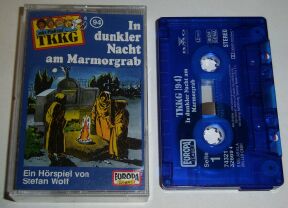 TKKG
94
In
dunkler
Nacht
am Marmorgrab
Ein Hörspiel von
Stefan Wolf
EUROPA
TKKG (94)
In dunkler Nacht am
Marmorgrab
STEREO
EUROPA
Seite
1